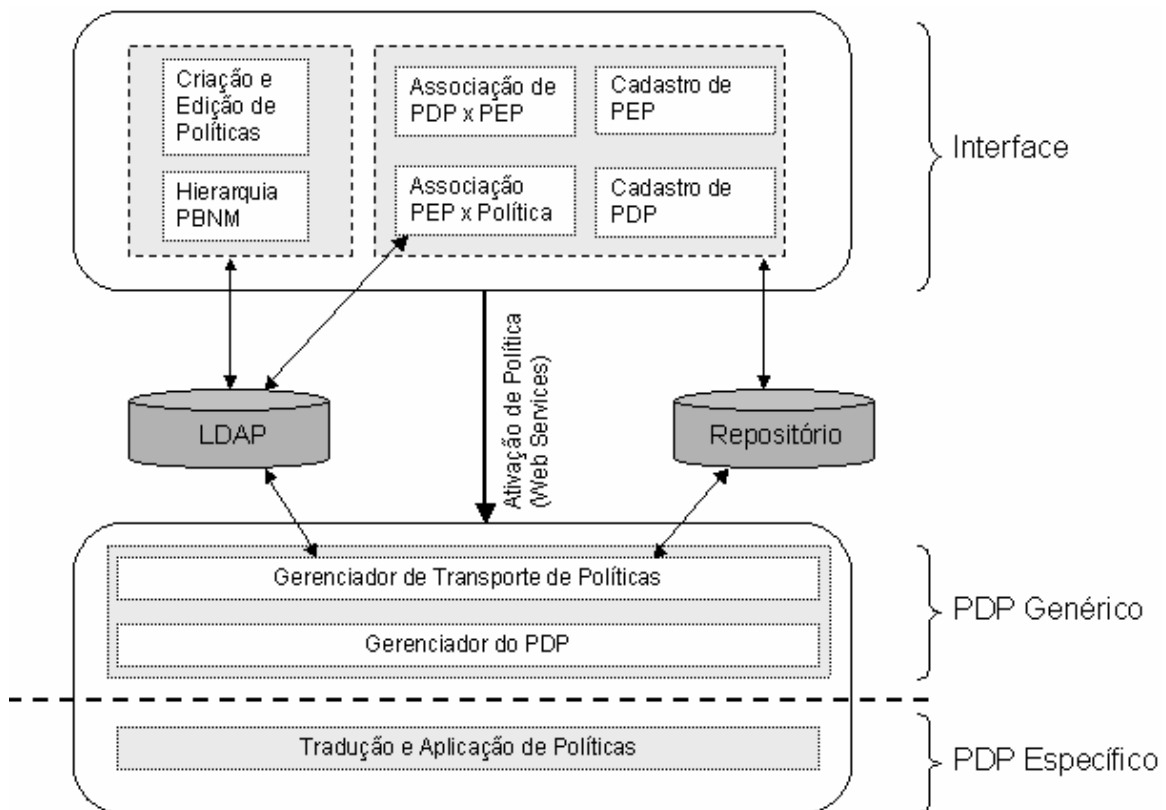 Criação e
Edição de
Políticas
Hierarquia
PBNM
Associação de
PDP x PEP
Cadastro de
PEP
Associação
PEP x Política
Cadastro de
PDP
Interface
Ativação de Política
(Web Services)
LDAP
Repositório
Gerenciador de Transporte de Políticas
Gerenciador do PDP
PDP Genérico
Tradução e Aplicação de Políticas
PDP Específico